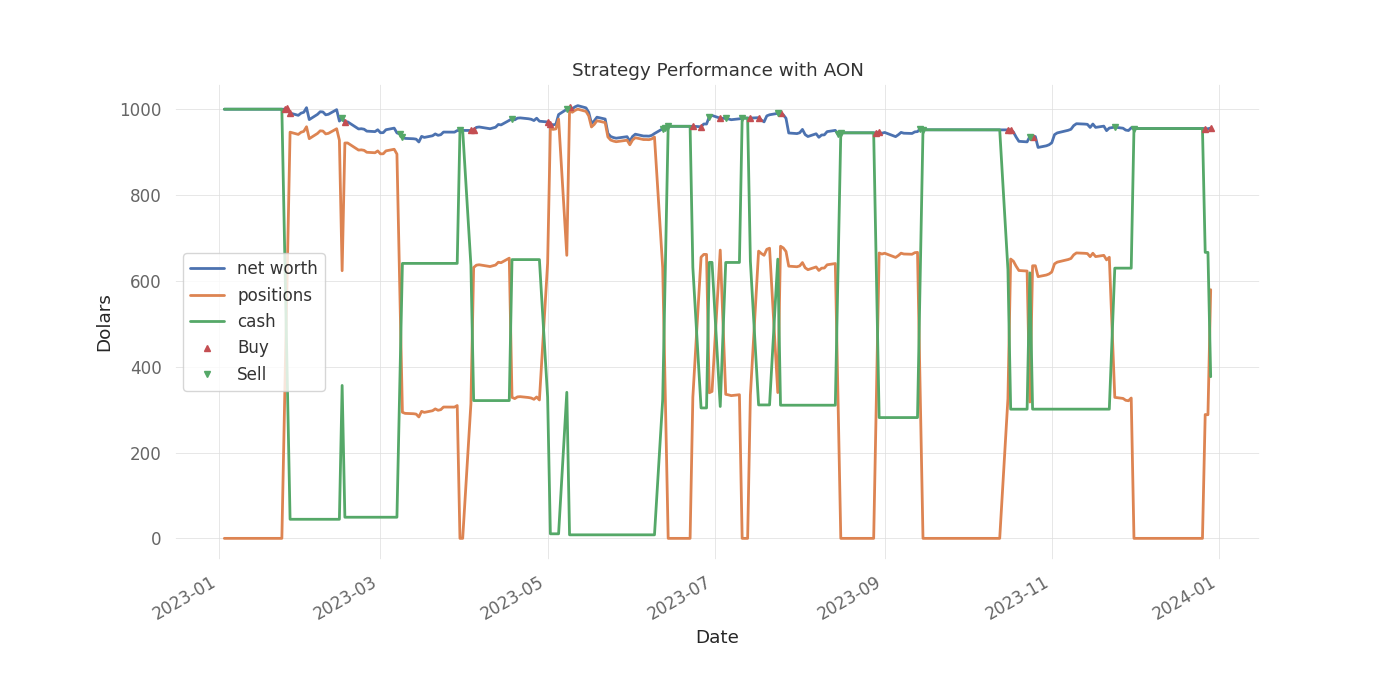 Strategy Performance with AON
1000
800
600
400
200
0
Dolars
net worth
positions
cash
Buy
Sell
2023-01
2023-03
2023-05
2023-07
2023-09
2023-11
2024-01
Date